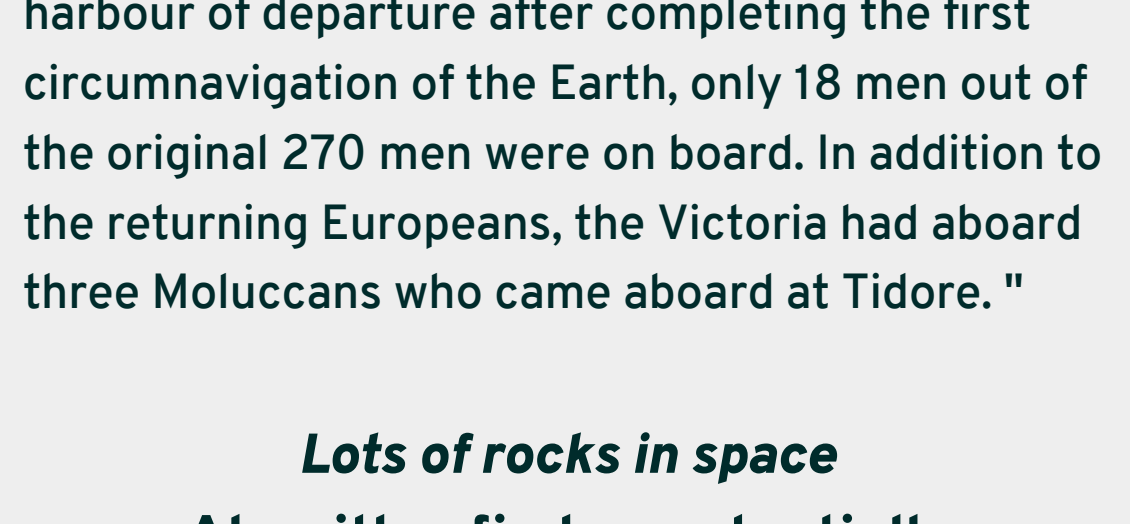 harbour of departure after completing the first
circumnavigation of the Earth, only 18 men out of
the original 270 men were on board. In addition to
the returning Europeans, the Victoria had aboard
three Moluccans who came aboard at Tidore. "
Lots of rocks in space